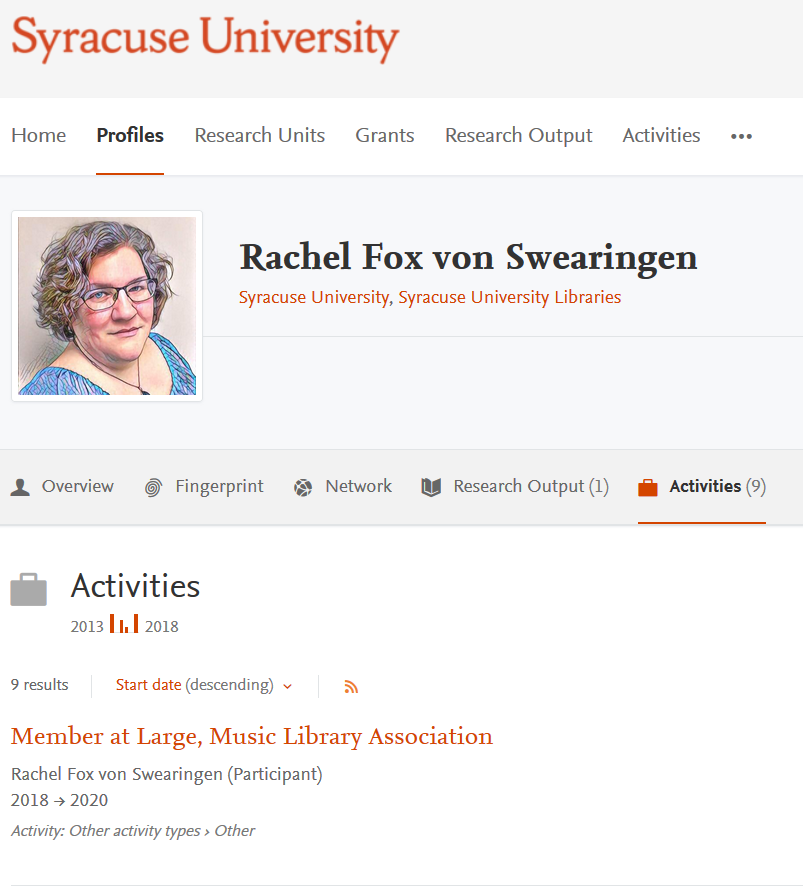 Syracuse University
Home Profiles Research Units Grants Research Output Activities •••
Rachel Fox von Swearingen
Syracuse University, Syracuse University Libraries
Overview Fingerprint Network Research Output (1) Activities (9)
Activities
2013 2018
9 results Start date (descending)
Member at Large, Music Library Association
Rachel Fox von Swearingen (Participant)
2018 → 2020
Activity: Other activity types › Other